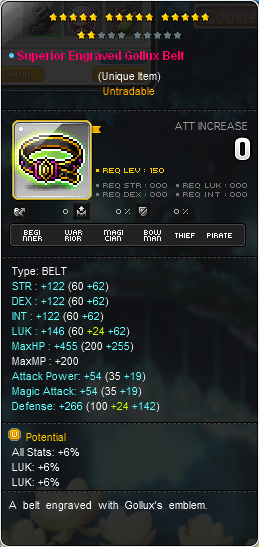 Superior Engraved Gollux Belt
(Unique Item)
Untradable
ATT INCREASE
0
REQ LEV : 150
REQ STR : 000 REQ LUK : 000
REQ DEX : 000 REQ INT : 000
0 0 % 0 %
BEGINNER WARRIOR MAGICIAN BOWMAN THIEF PIRATE
Type: BELT
STR : +122 (60 +62)
DEX : +122 (60 +62)
INT : +122 (60 +62)
LUK : +146 (60 +24 +62)
MaxHP : +455 (200 +255)
MaxMP : +200
Attack Power: +54 (35 +19)
Magic Attack: +54 (35 +19)
Defense: +266 (100 +24 +142)
U Potential
All Stats: +6%
LUK: +6%
LUK: +6%
A belt engraved with Gollux's emblem.